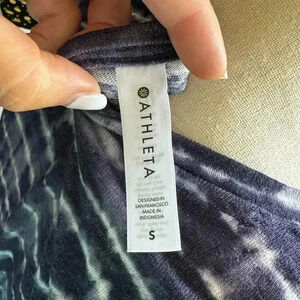 ATHLETA
DESIGNED IN
SAN FRANCISCO
MADE IN
INDONESIA
S